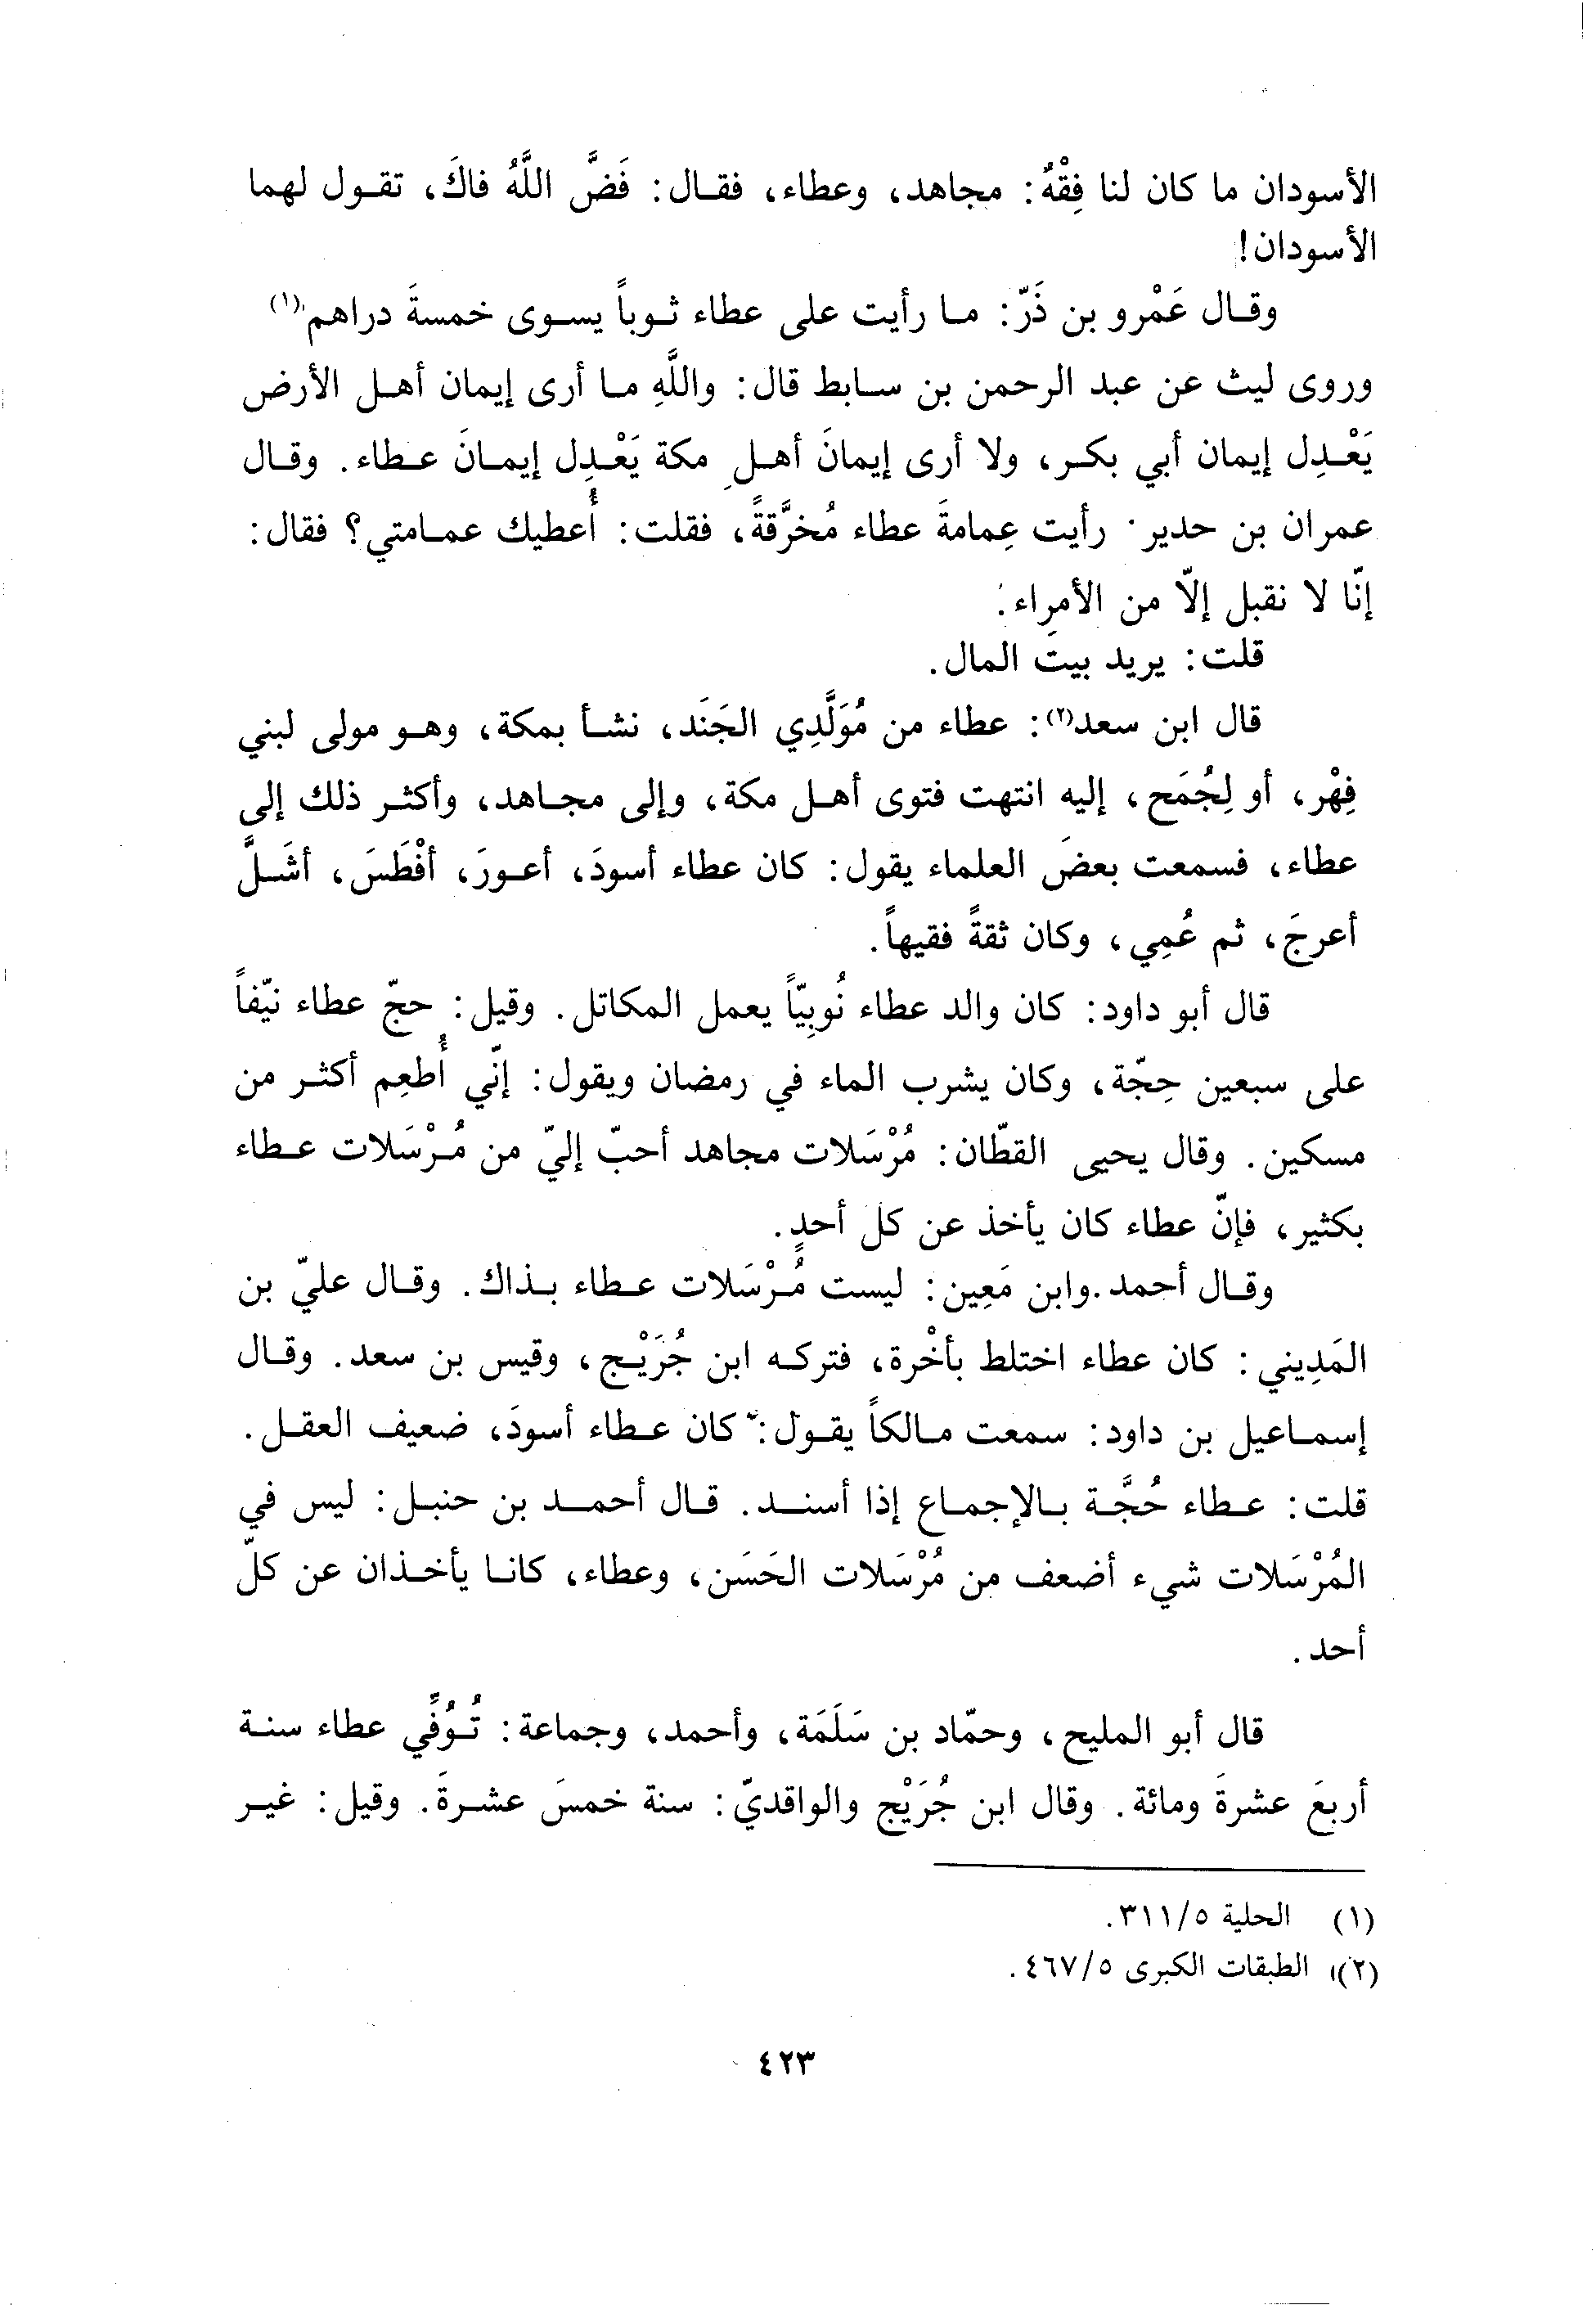 الأسودان ما كان لنا فِقْهٌ: مجاهد، وعطاء، فقال: فَضَّ اللَّهُ فاكَ، تقول لهما
الأسودان!
وقال عَمْرو بن ذَرّ: ما رأيت على عطاء ثوباً يسوى خمسةَ دراهم(١)
وروى ليث عن عبد الرحمن بن سابط قال: واللَّهِ ما أرى إيمان أهل الأرض
يَعْدِل إيمان أبي بكر، ولا أرى إيمانَ أهلِ مكة يَعْدِل إيمانَ عطاء. وقال
عمران بن حدير· رأيت عِمامةَ عطاء مُخرَّقةً، فقلت: أُعطيك عمامتي؟ فقال:
إنّا لا نقبل إلّا من الأمراء.
قلت: يريد بيتَ المال.
قال ابن سعد(٢): عطاء من مُوَلَّدِي الجَنَد، نشأ بمكة، وهو مولى لبني
فِهْر، أو لِجُمَح، إليه انتهت فتوى أهل مكة، وإلى مجاهد، وأكثر ذلك إلى
عطاء، فسمعت بعضَ العلماء يقول: كان عطاء أسودَ، أعورَ، أفْطَسَ، أشَلَّ
أعرجَ، ثم عُمِي، وكان ثقةً فقيهاً.
قال أبو داود: كان والد عطاء نُوبِيّاً يعمل المكاتل. وقيل: حجّ عطاء نيّفاً
على سبعين حِجّة، وكان يشرب الماء في رمضان ويقول: إنّي أُطعِم أكثر من
مسكين. وقال يحيى القطّان: مُرْسَلات مجاهد أحبّ إليّ من مُرْسَلات عطاء
بكثير، فإنّ عطاء كان يأخذ عن كل أحدٍ.
وقال أحمد.وابن مَعِين: ليست مُرْسَلات عطاء بذاك. وقال عليّ بن
المَدِيني: كان عطاء اختلط بأخْرة، فتركه ابن جُرَيْج، وقيس بن سعد. وقال
إسماعيل بن داود: سمعت مالكاً يقول: كان عطاء أسودَ، ضعيف العقل.
قلت: عطاء حُجَّة بالإجماع إذا أسند. قال أحمد بن حنبل: ليس في
المُرْسَلات شيء أضعف من مُرْسَلات الحَسَن، وعطاء، كانا يأخذان عن كلّ
أحد.
قال أبو المليح، وحمّاد بن سَلَمَة، وأحمد، وجماعة: تُوُفِّي عطاء سنة
أربعَ عشرةَ ومائة. وقال ابن جُرَيْج والواقديّ: سنة خمسَ عشرةَ. وقيل: غير
(١) الحلية ٣١١/٥.
(٢) الطبقات الكبرى ٤٦٧/٥.
٤٢٣